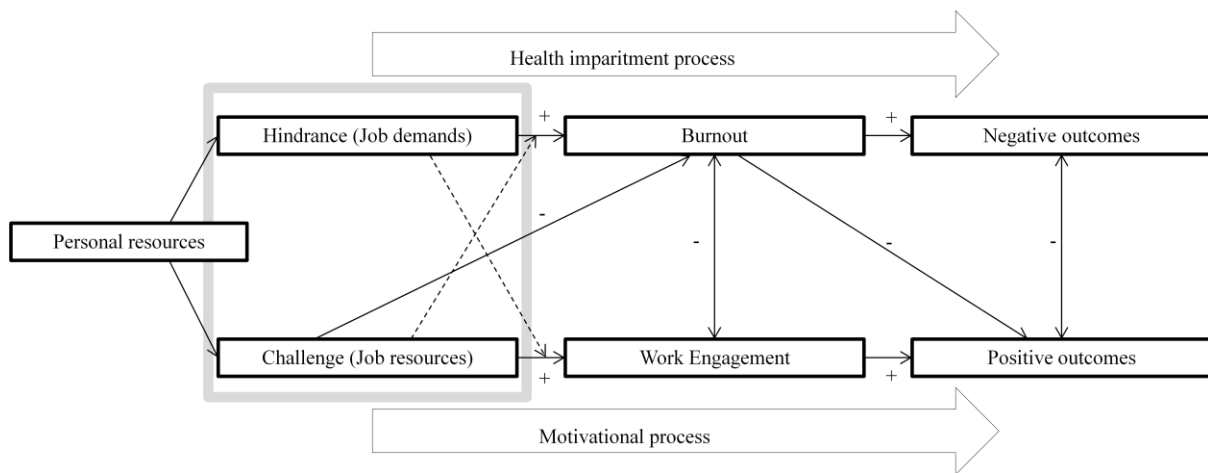 Health imparitment process
+
+
Hindrance (Job demands)
Burnout
Negative outcomes
-
Personal resources
-
-
-
Challenge (Job resources)
Work Engagement
Positive outcomes
+
+
Motivational process